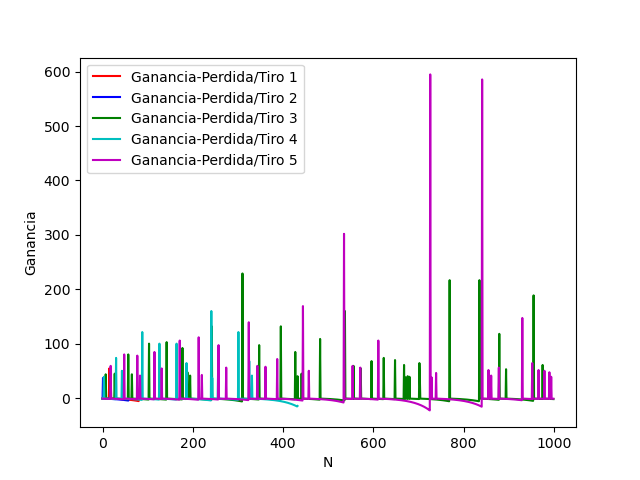 600
500
400
300
200
100
0
Ganancia
Ganancia-Perdida/Tiro 1
Ganancia-Perdida/Tiro 2
Ganancia-Perdida/Tiro 3
Ganancia-Perdida/Tiro 4
Ganancia-Perdida/Tiro 5
0 200 400 600 800 1000
N